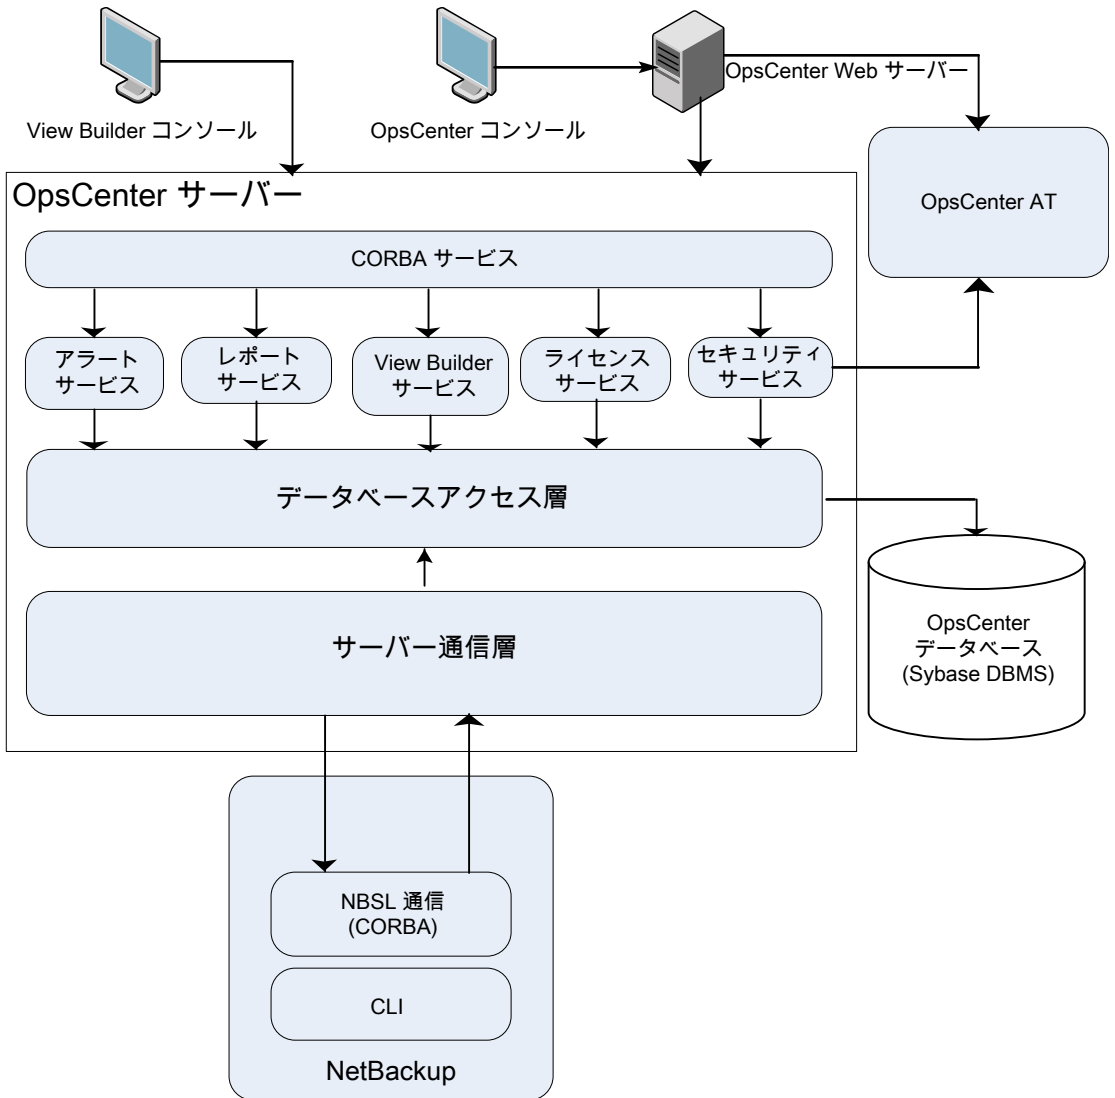 View Builder コンソール
OpsCenter コンソール
OpsCenter Web サーバー
OpsCenter サーバー
OpsCenter AT
CORBA サービス
アラート
サービス
レポート
サービス
View Builder
サービス
ライセンス
サービス
セキュリティ
サービス
データベースアクセス層
サーバー通信層
OpsCenter
データベース
(Sybase DBMS)
NBSL 通信
(CORBA)
CLI
NetBackup